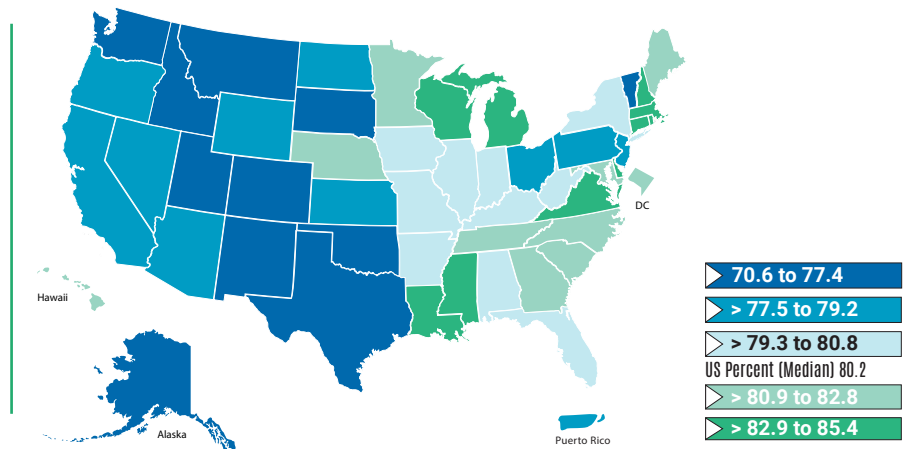 DC
Hawaii
Alaska
Puerto Rico
70.6 to 77.4
> 77.5 to 79.2
> 79.3 to 80.8
US Percent (Median) 80.2
> 80.9 to 82.8
> 82.9 to 85.4